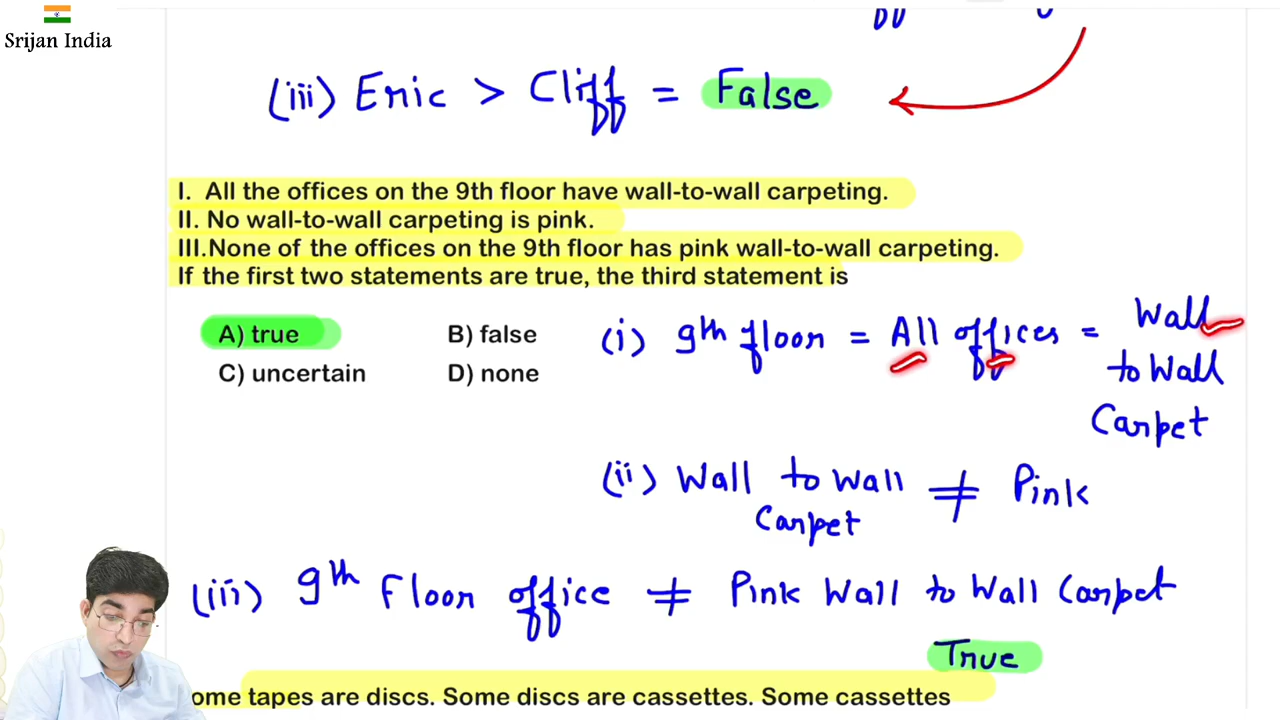 Srijan India
(iii) Eric > Cliff = False
I. All the offices on the 9th floor have wall-to-wall carpeting.
II. No wall-to-wall carpeting is pink.
III.None of the offices on the 9th floor has pink wall-to-wall carpeting.
If the first two statements are true, the third statement is
A) true B) false
C) uncertain D) none
(i) 9th floor = All offices = Wall
to Wall
Carpet
(ii) Wall to Wall ≠ Pink
Carpet
(iii) 9th Floor office ≠ Pink Wall to Wall Carpet
True
ome tapes are discs. Some discs are cassettes. Some cassettes